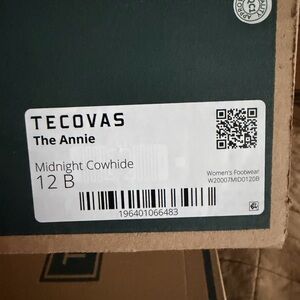 TECOVAS
The Annie
Midnight Cowhide
12 B
Women's Footwear
W20007MID0120B
196401066483